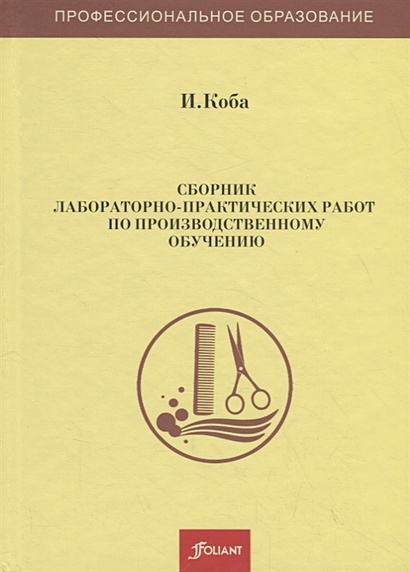 ПРОФЕССИОНАЛЬНОЕ ОБРАЗОВАНИЕ
И.Коба
СБОРНИК
ЛАБОРАТОРНО-ПРАКТИЧЕСКИХ РАБОТ
ПО ПРОИЗВОДСТВЕННОМУ
ОБУЧЕНИЮ
FOLIANT